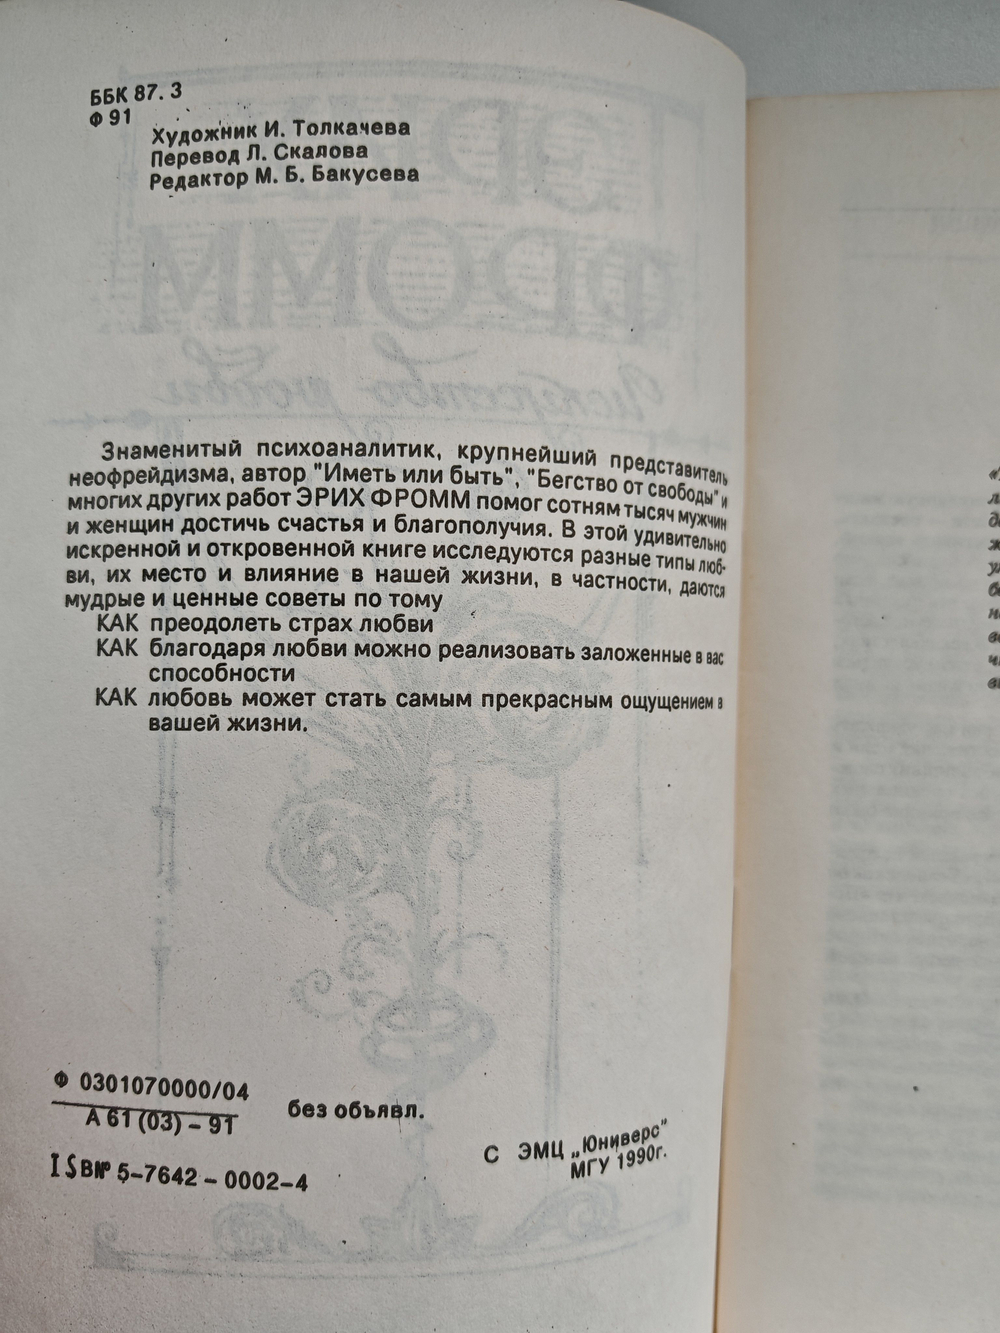 ББК 87. 3
Ф 91
Художник И. Толкачева
Перевод Л. Скалова
Редактор М. Б. Бакусева
ФРОММ
Искусство любви
Знаменитый психоаналитик, крупнейший представитель
неофрейдизма, автор "Иметь или быть", "Бегство от свободы" и
многих других работ ЭРИХ ФРОММ помог сотням тысяч мужчин
и женщин достичь счастья и благополучия. В этой удивительно
искренной и откровенной книге исследуются разные типы люб-
ви, их место и влияние в нашей жизни, в частности, даются
мудрые и ценные советы по тому
КАК преодолеть страх любви
КАК благодаря любви можно реализовать заложенные в вас
способности
КАК любовь может стать самым прекрасным ощущением в
вашей жизни.
Ф 0301070000/04
А 61 (03) – 91
без объявл.
ISBN° 5–7642 – 0002–4
С ЭМЦ „Юниверс"
МГУ 1990г.